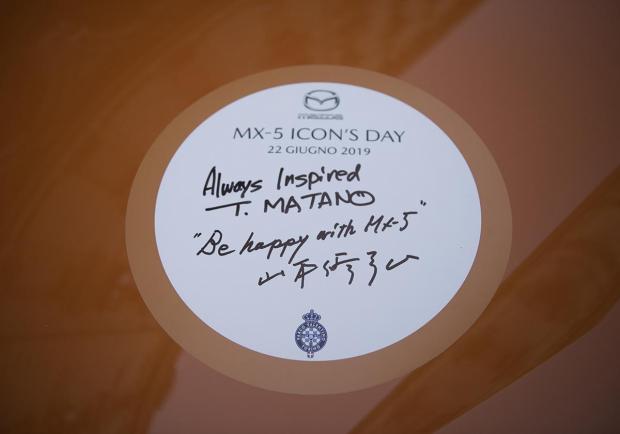 mazda
MX-5 ICON'S DAY
22 GIUGNO 2019
Always Inspired
T. MATANO
"Be happy with Mx-5"